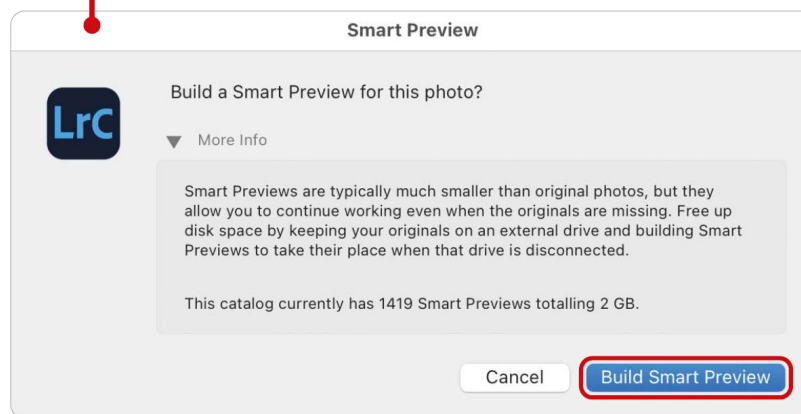 Smart Preview
LrC
Build a Smart Preview for this photo?
More Info
Smart Previews are typically much smaller than original photos, but they
allow you to continue working even when the originals are missing. Free up
disk space by keeping your originals on an external drive and building Smart
Previews to take their place when that drive is disconnected.
This catalog currently has 1419 Smart Previews totalling 2 GB.
Cancel
Build Smart Preview